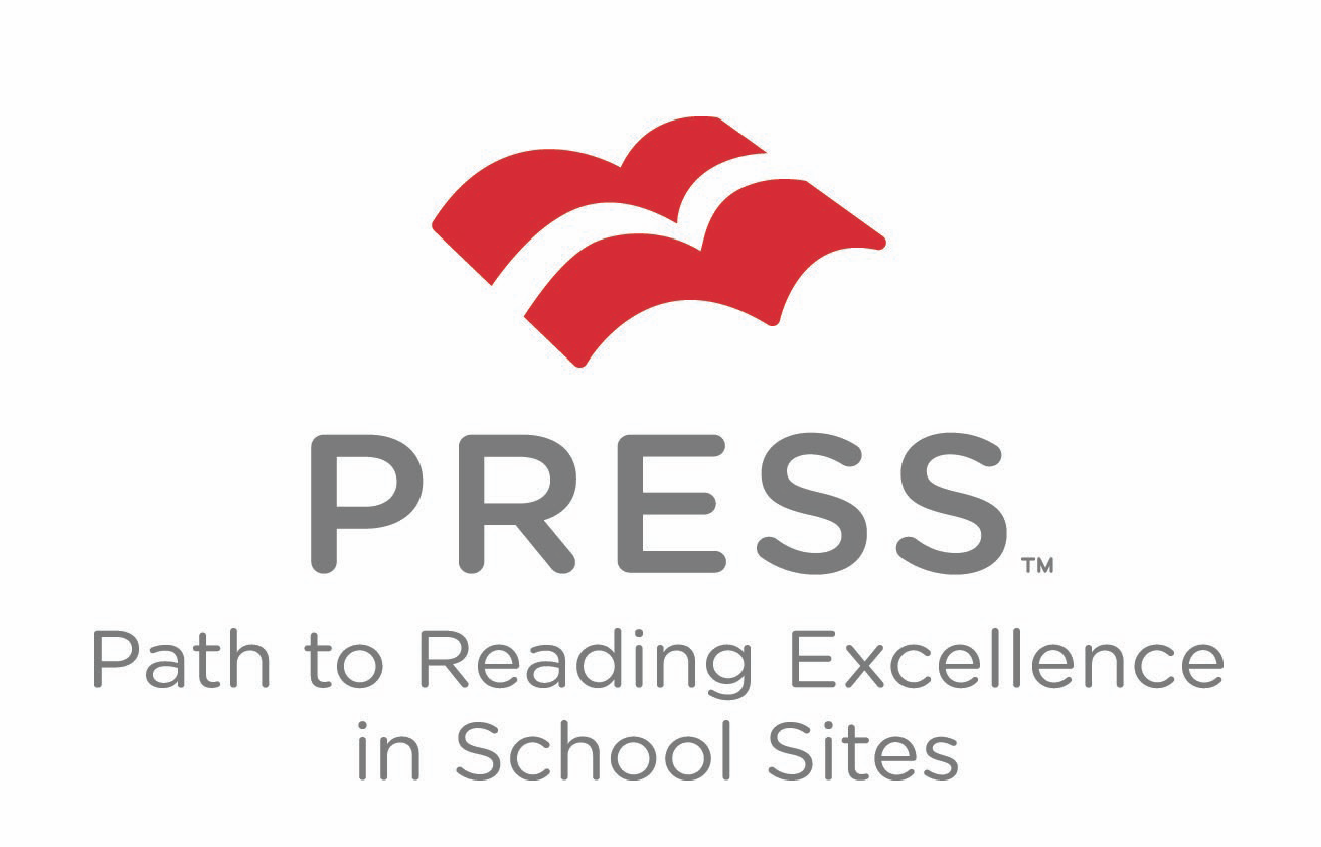 PRESS™
Path to Reading Excellence
in School Sites